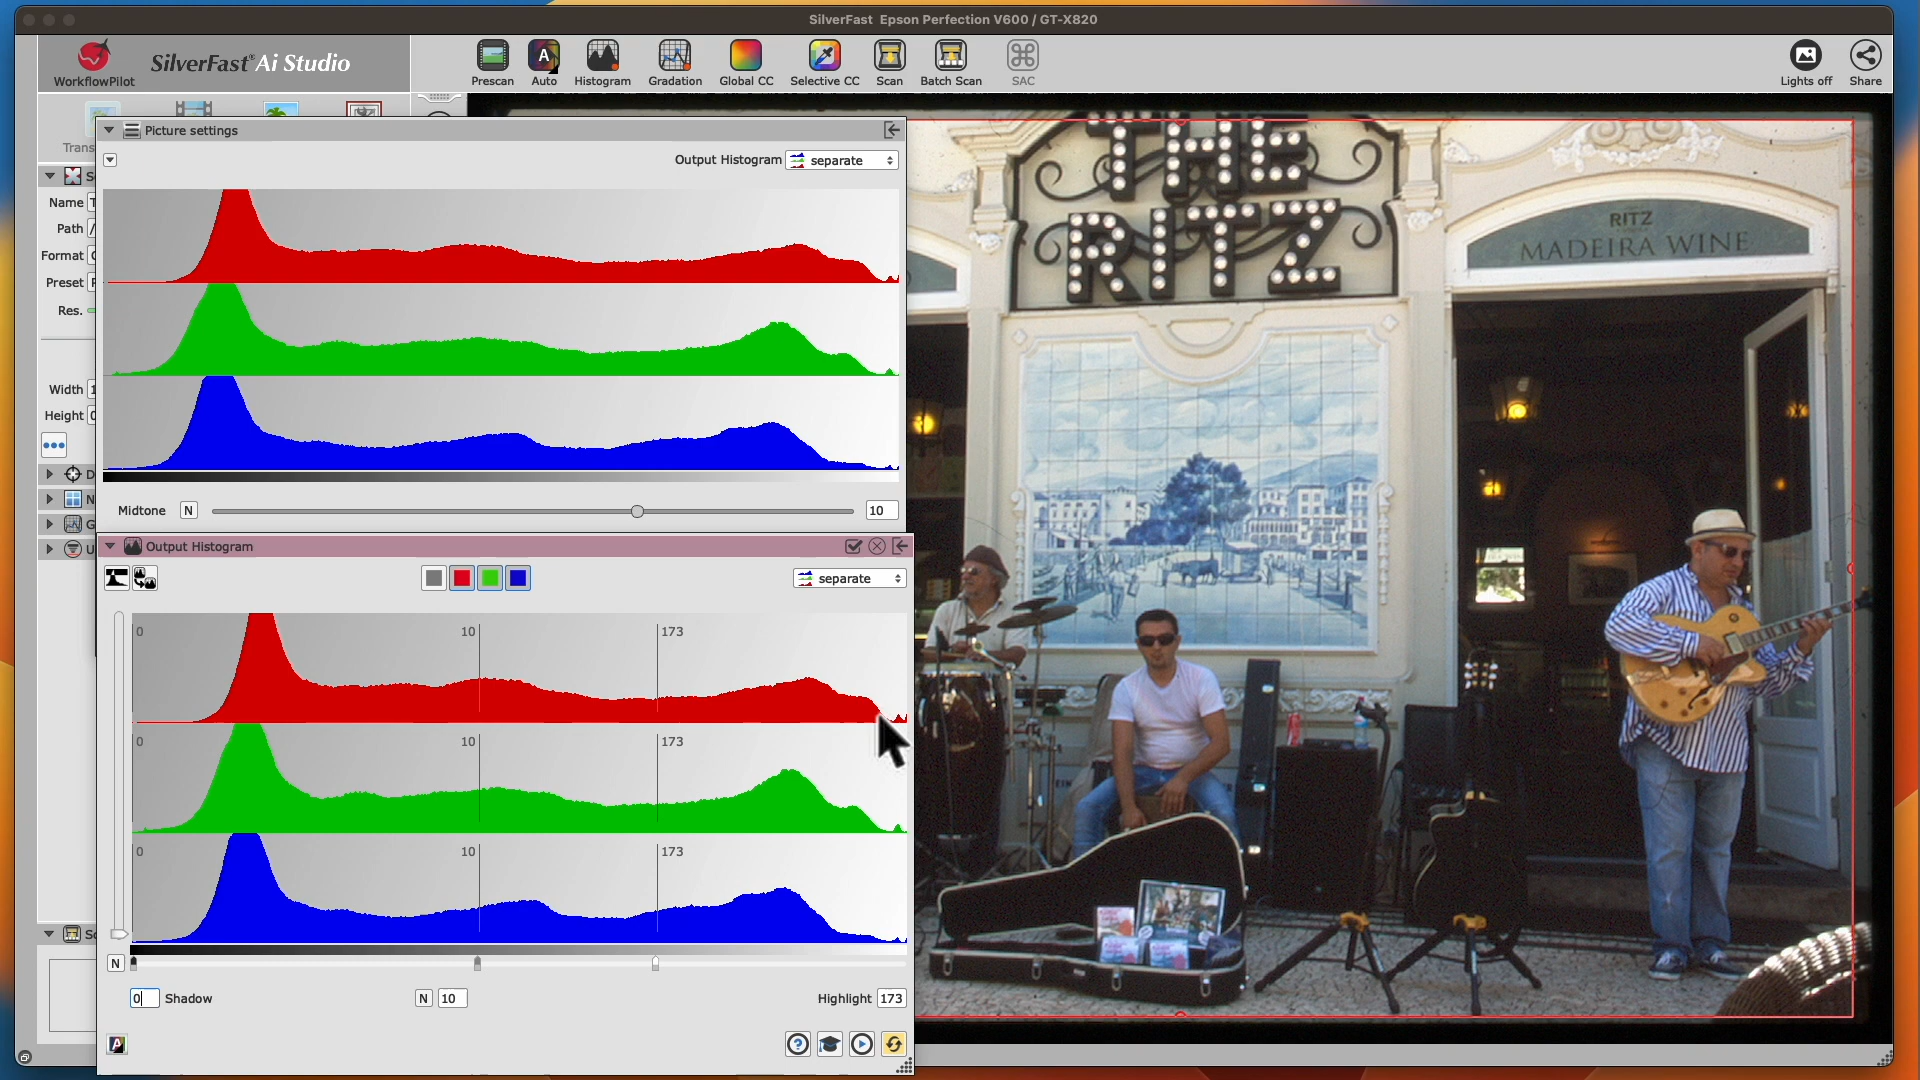 SilverFast Epson Perfection V600 / GT-X820
WorkflowPilot
SilverFast® Ai Studio
Prescan
Auto
Histogram
Gradation
Global CC
Selective CC
Scan
Batch Scan
SAC
Lights off
Share
Trans
Picture settings
Output Histogram
separate
Name
Path /
Format
Preset
Res.
Width 1
Height
Midtone N
10
Output Histogram
separate
0 10 173
0 10 173
0 10 173
N
0 Shadow
N 10
Highlight 173
THE
RITZ
RITZ
MADEIRA WINE